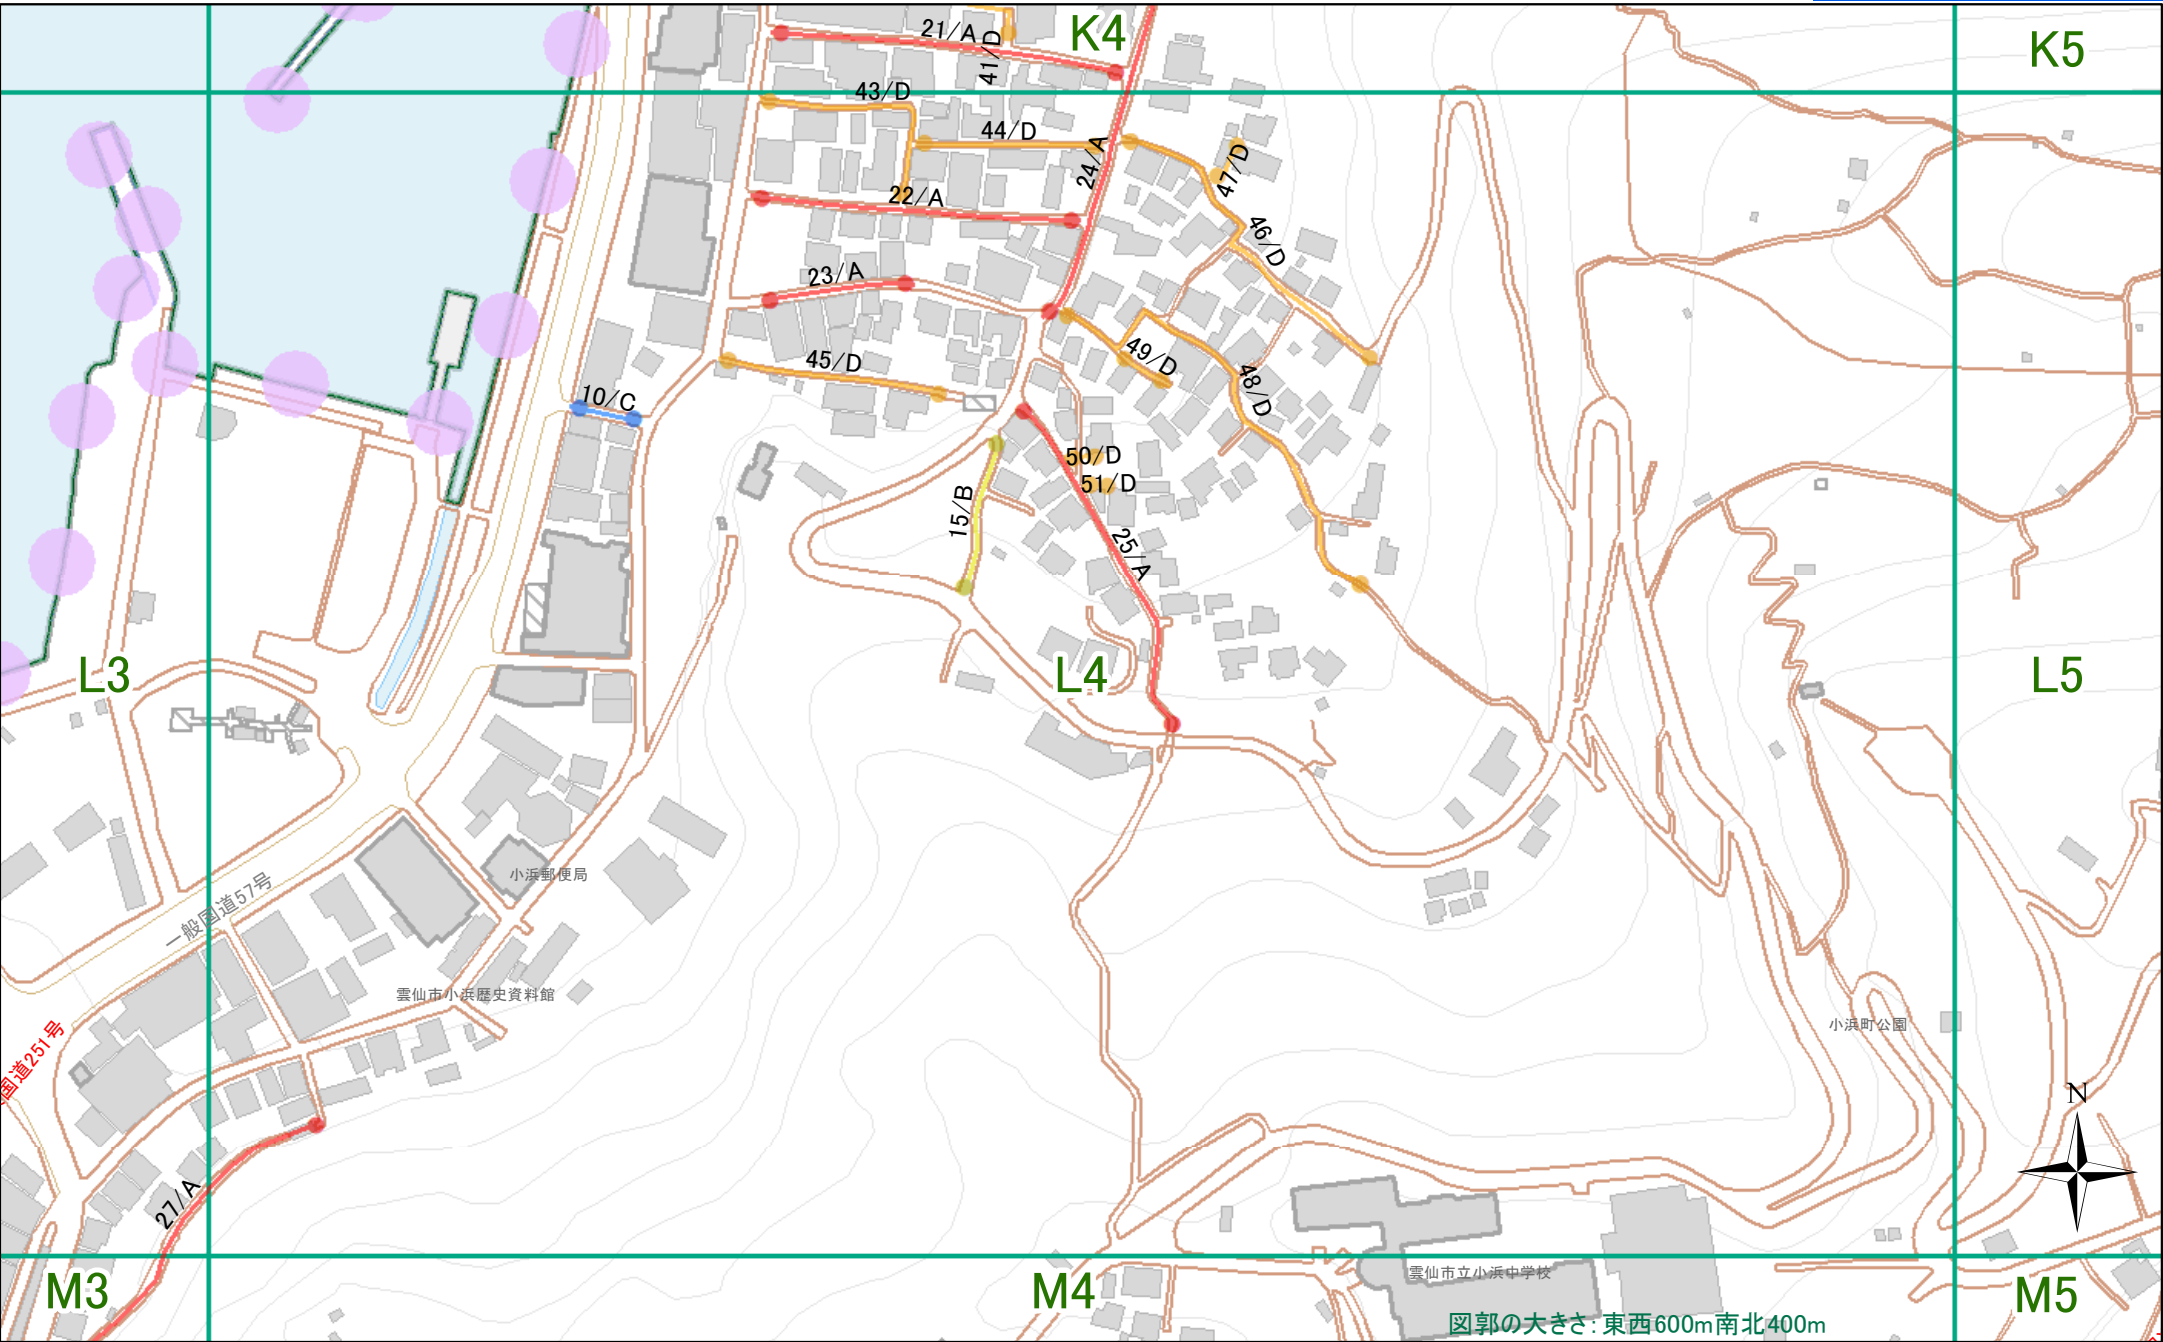 K4
K5
21/A
41/D
43/D
44/D
24/A
47/D
22/A
46/D
23/A
45/D
49/D
48/D
10/C
50/D
51/D
15/B
25/A
L3
L4
L5
小浜郵便局
一般国道57号
雲仙市小浜歴史資料館
国道251号
小浜町公園
N
27/A
M3
M4
M5
雲仙市立小浜中学校
図郭の大きさ：東西600m南北400m